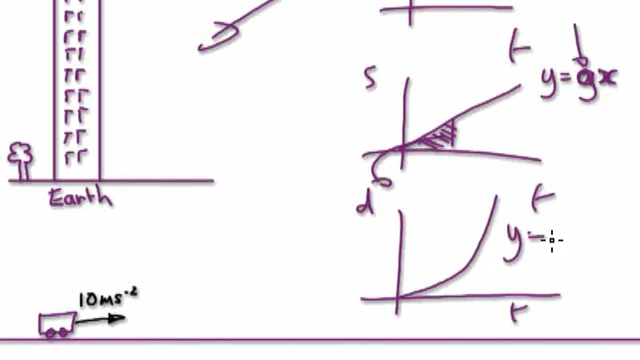 t
y = gx
s
Earth
t
d
y =
10ms⁻²
t